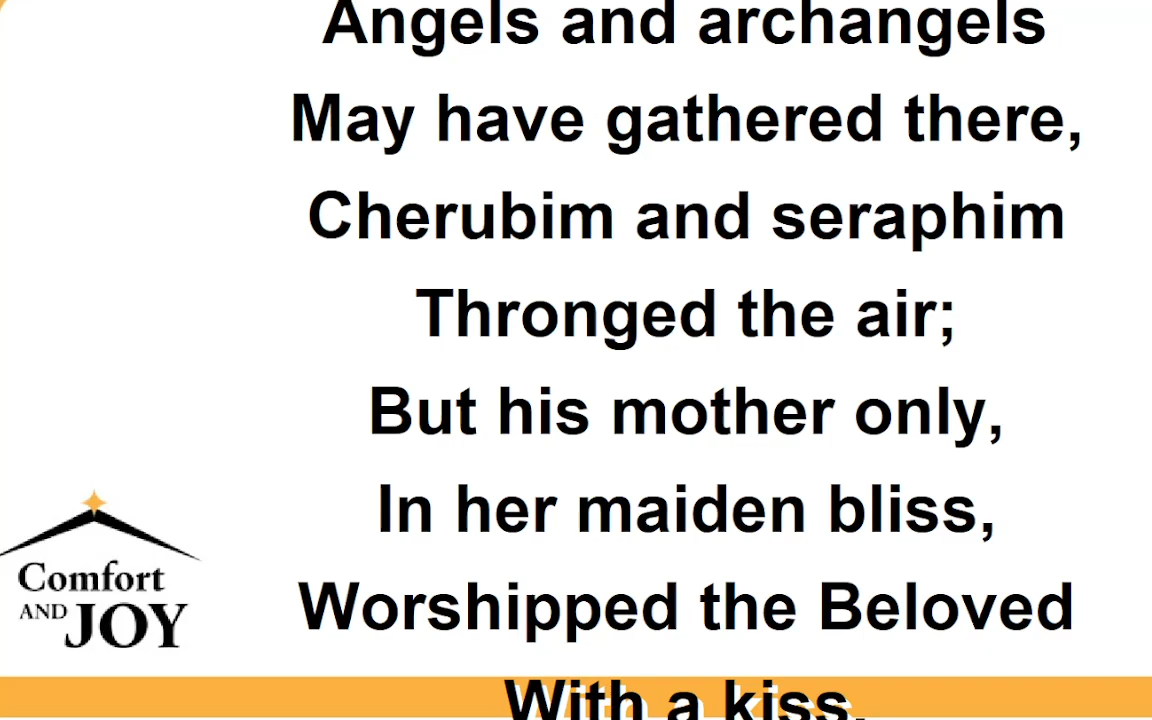 Angels and archangels
May have gathered there,
Cherubim and seraphim
Thronged the air;
But his mother only,
In her maiden bliss,
Worshipped the Beloved
With a kiss.
Comfort
AND JOY